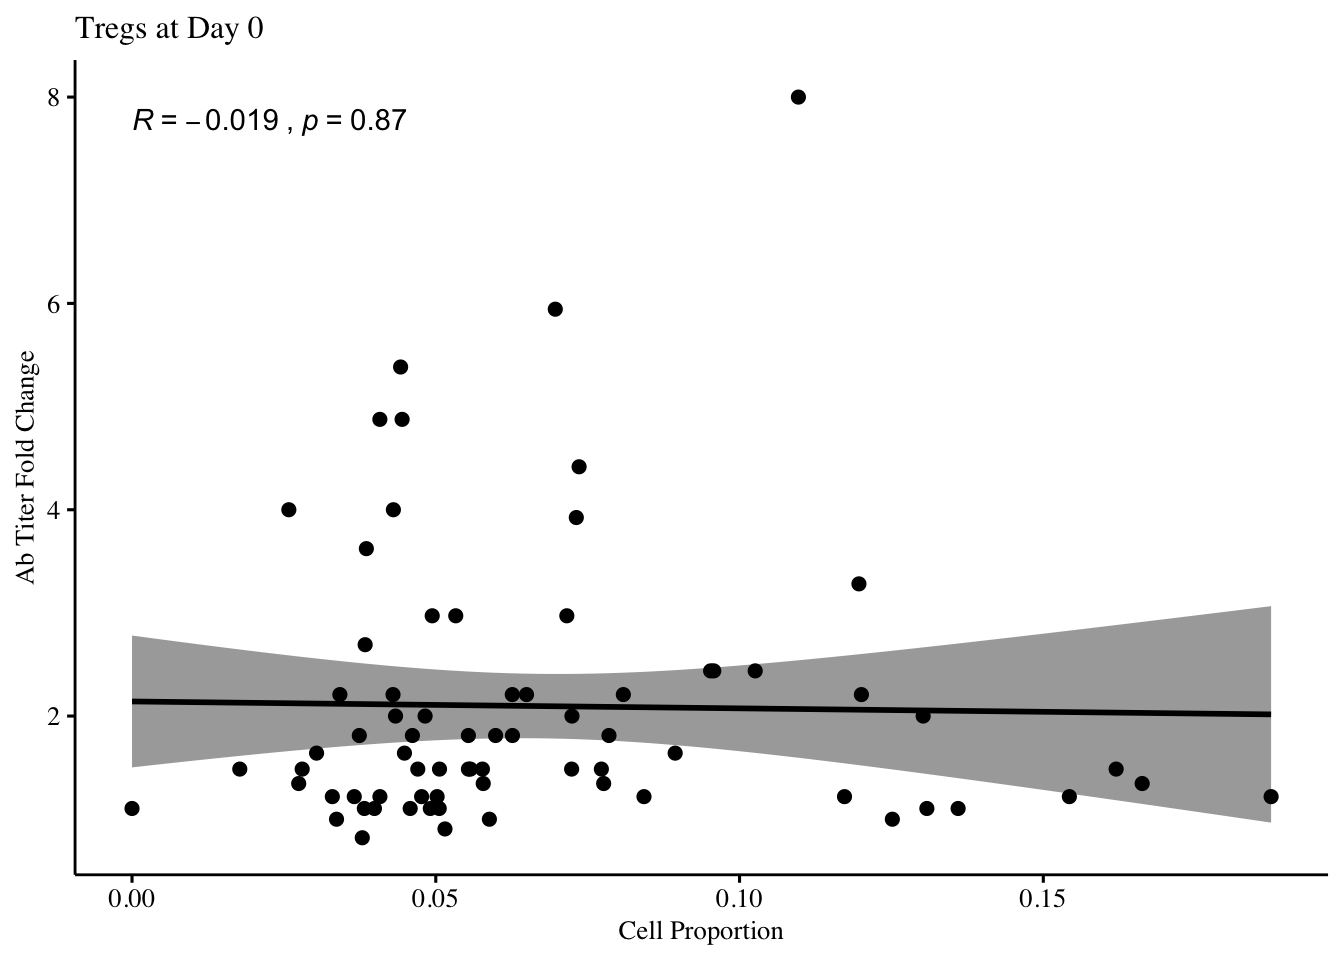 Tregs at Day 0
R = −0.019 , p = 0.87
8
6
4
2
Ab Titer Fold Change
0.00 0.05 0.10 0.15
Cell Proportion